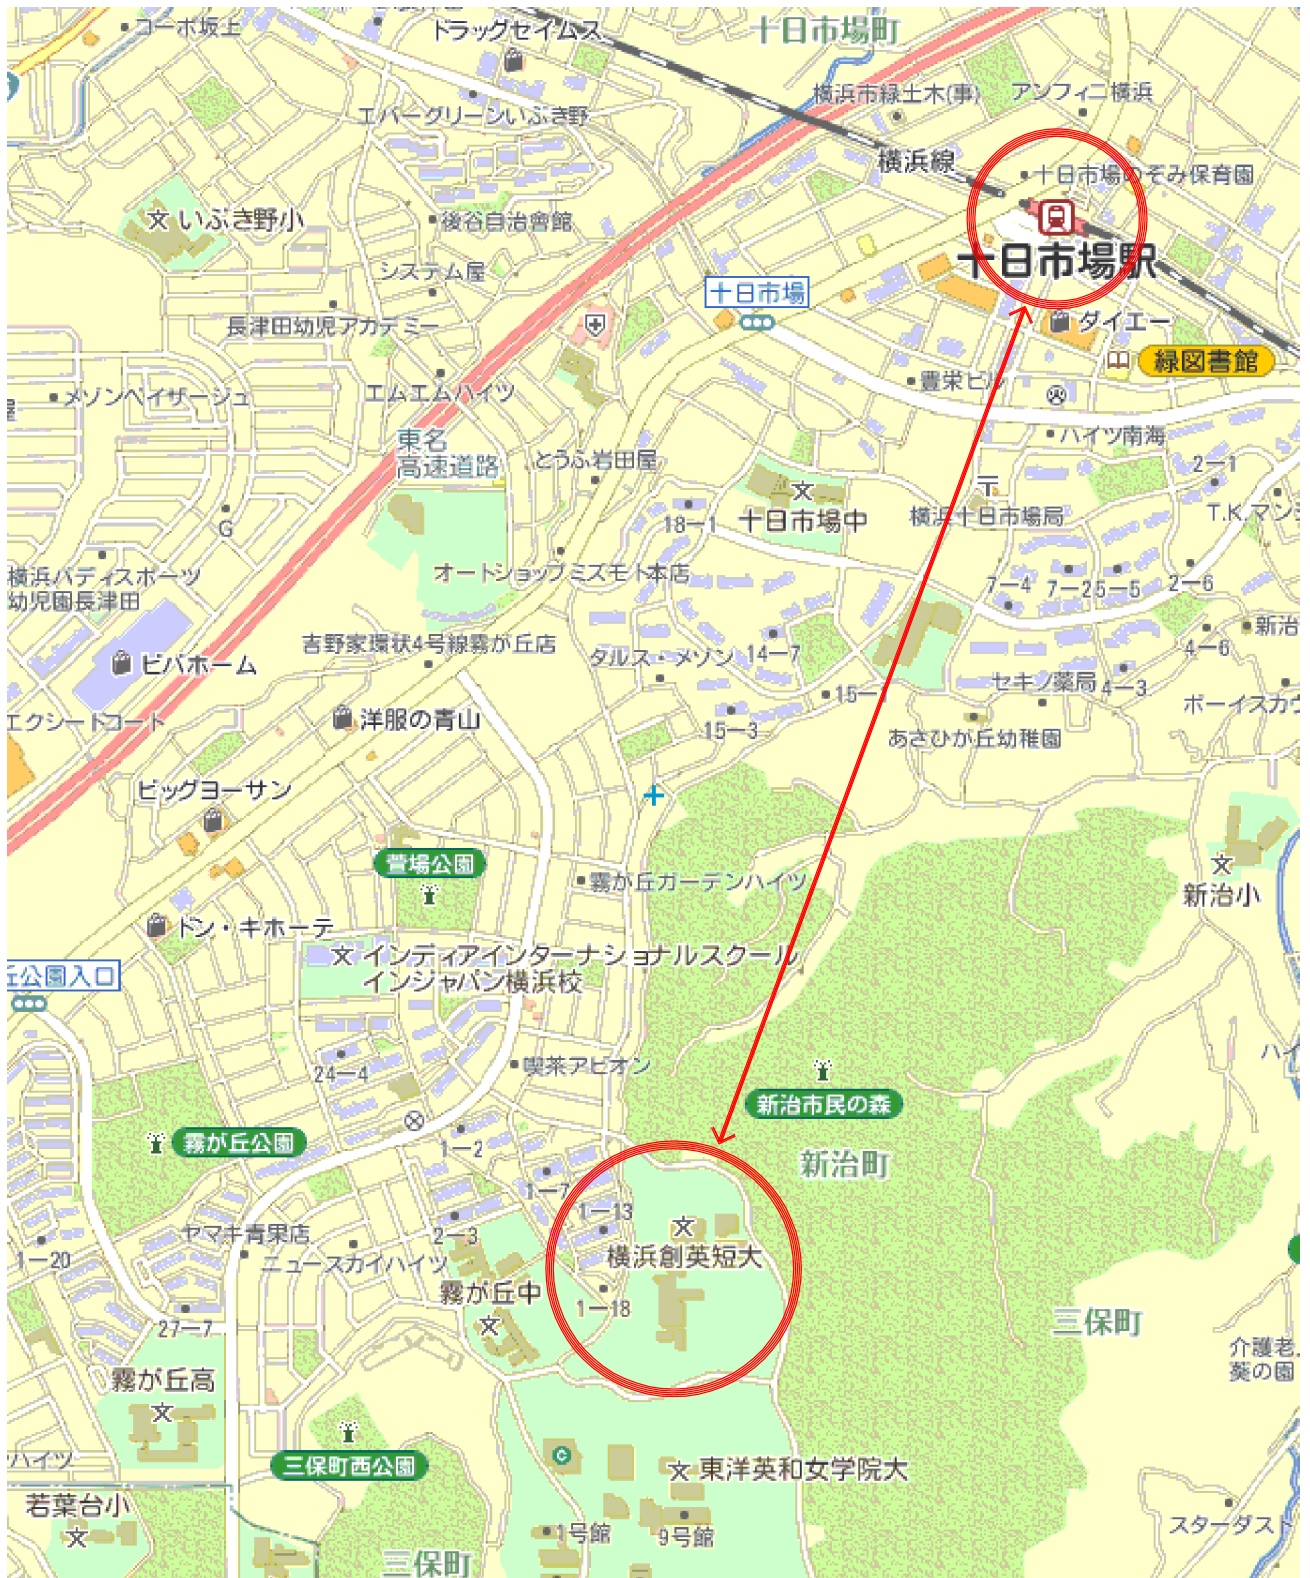 コーポ坂上
ドラッグセイムス
十日市場町
エバーグリーンいぶき野
横浜市緑土木(事)
アンフィニ横浜
横浜線
十日市場のぞみ保育園
いぶき野小
後谷自治會館
十日市場駅
システム屋
十日市場
長津田幼児アカデミー
ダイエー
緑図書館
メゾンベイザージュ
エムエムハイツ
豊栄ビル
東名
高速道路
ハイツ南海
とうふ岩田屋
2-1
G
18-1
十日市場中
横浜十日市場局
T.K.マンシ
横浜バディスポーツ
幼児園長津田
オートショップミズモト本店
7-4
7-2
5-5
2-6
吉野家環状4号線霧が丘店
新治
ビバホーム
タルス・メゾン
14-7
4-6
セキノ薬局
4-3
15-1
エクシードコート
洋服の青山
15-3
ボーイスカウ
あさひが丘幼稚園
ビッグヨーサン
萱場公園
霧が丘ガーデンハイツ
新治小
ドン・キホーテ
インディアインターナショナルスクール
インジャパン横浜校
丘公園入口
喫茶アビオン
24-4
ハイ
新治市民の森
霧が丘公園
1-2
新治町
1-7
1-13
ヤマキ青果店
2-3
1-20
ニュースカイハイツ
横浜創英短大
霧が丘中
1-18
三保町
27-7
介護老
葵の園
霧が丘高
ハイツ
三保町西公園
東洋英和女学院大
若葉台小
1号館
9号館
スターダスト
三保町